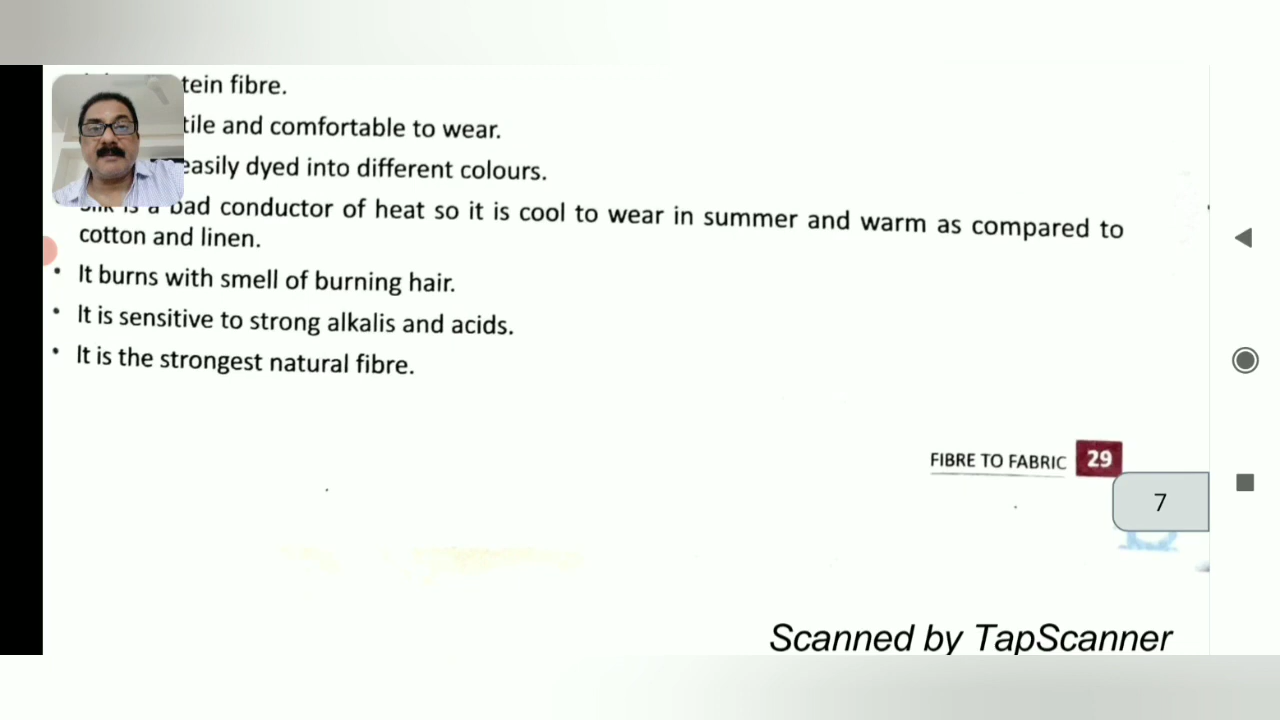 tein fibre.
tile and comfortable to wear.
easily dyed into different colours.
Silk is a bad conductor of heat so it is cool to wear in summer and warm as compared to
cotton and linen.
• It burns with smell of burning hair.
• It is sensitive to strong alkalis and acids.
• It is the strongest natural fibre.
FIBRE TO FABRIC 29
7
Scanned by TapScanner